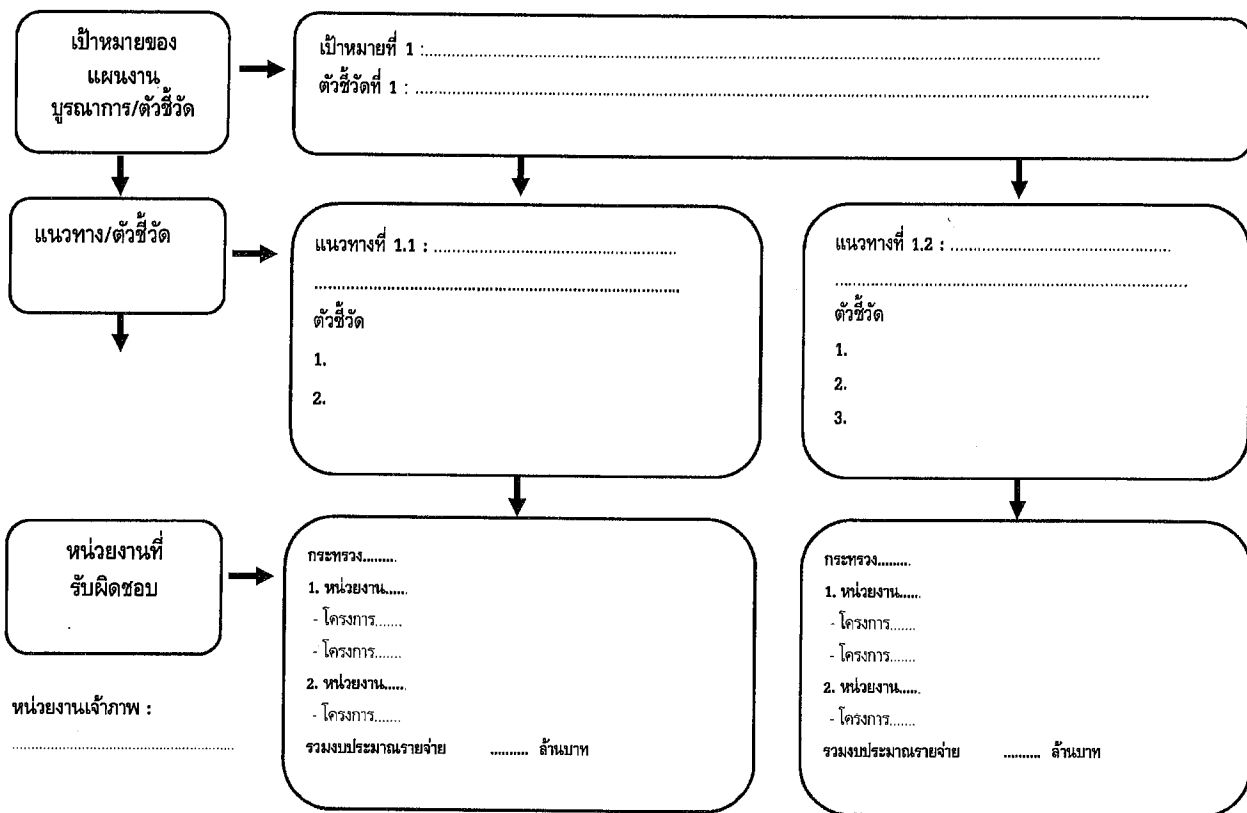 เป้าหมายของ
แผนงาน
บูรณาการ/ตัวชี้วัด
เป้าหมายที่ 1 :..........................................................................................................
ตัวชี้วัดที่ 1 : ..........................................................................................................
แนวทาง/ตัวชี้วัด
แนวทางที่ 1.1 : ....................................................
..........................................................................
ตัวชี้วัด
1.
2.
แนวทางที่ 1.2 : ....................................................
..........................................................................
ตัวชี้วัด
1.
2.
3.
หน่วยงานที่
รับผิดชอบ
กระทรวง.........
1. หน่วยงาน......
- โครงการ.......
- โครงการ.......
2. หน่วยงาน.....
- โครงการ.......
รวมงบประมาณรายจ่าย .......... ล้านบาท
กระทรวง.........
1. หน่วยงาน......
- โครงการ.......
- โครงการ.......
2. หน่วยงาน.....
- โครงการ.......
รวมงบประมาณรายจ่าย .......... ล้านบาท
หน่วยงานเจ้าภาพ :
..........................................................